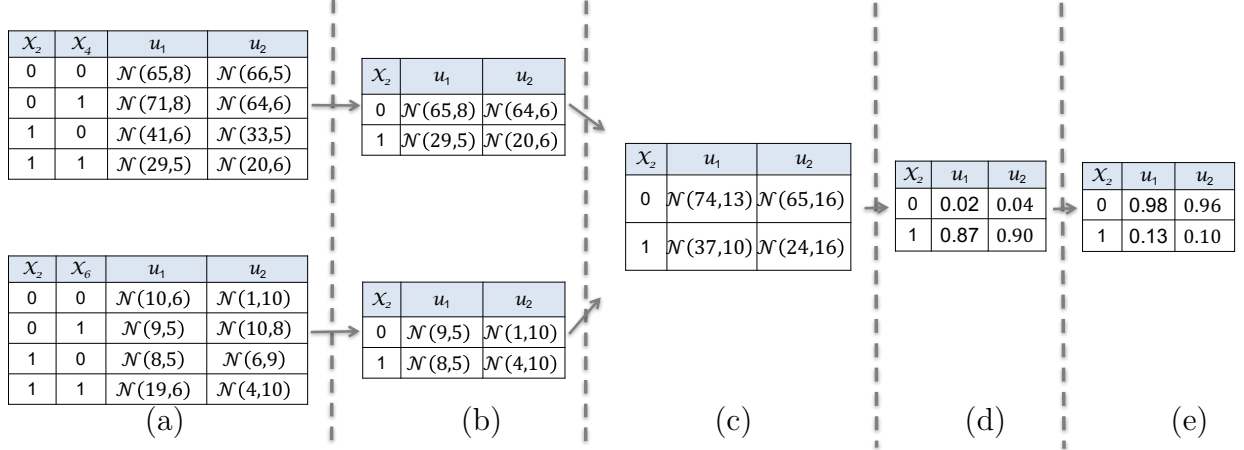 X₂ X₄ u₁ u₂
0 0 𝒩(65,8) 𝒩(66,5)
0 1 𝒩(71,8) 𝒩(64,6)
1 0 𝒩(41,6) 𝒩(33,5)
1 1 𝒩(29,5) 𝒩(20,6)
X₂ X₆ u₁ u₂
0 0 𝒩(10,6) 𝒩(1,10)
0 1 𝒩(9,5) 𝒩(10,8)
1 0 𝒩(8,5) 𝒩(6,9)
1 1 𝒩(19,6) 𝒩(4,10)
(a)
X₂ u₁ u₂
0 𝒩(65,8) 𝒩(64,6)
1 𝒩(29,5) 𝒩(20,6)
X₂ u₁ u₂
0 𝒩(9,5) 𝒩(1,10)
1 𝒩(8,5) 𝒩(4,10)
(b)
X₂ u₁ u₂
0 𝒩(74,13) 𝒩(65,16)
1 𝒩(37,10) 𝒩(24,16)
(c)
X₂ u₁ u₂
0 0.02 0.04
1 0.87 0.90
(d)
X₂ u₁ u₂
0 0.98 0.96
1 0.13 0.10
(e)